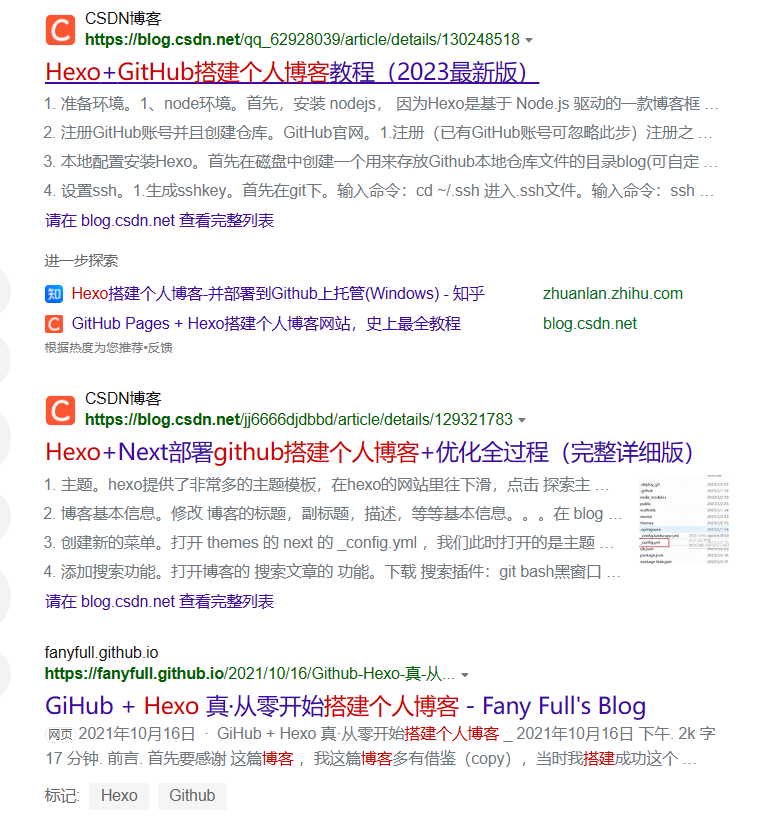 CSDN博客
https://blog.csdn.net/qq_62928039/article/details/130248518
Hexo+GitHub搭建个人博客教程（2023最新版）
1. 准备环境。1、node环境。首先，安装 nodejs， 因为Hexo是基于 Node.js 驱动的一款博客框 …
2. 注册GitHub账号并且创建仓库。GitHub官网。1.注册（已有GitHub账号可忽略此步）注册之 …
3. 本地配置安装Hexo。首先在磁盘中创建一个用来存放Github本地仓库文件的目录blog(可自定 …
4. 设置ssh。1.生成sshkey。首先在git下。输入命令：cd ~/.ssh 进入.ssh文件。输入命令：ssh …
请在 blog.csdn.net 查看完整列表
进一步探索
知 Hexo搭建个人博客-并部署到Github上托管(Windows) - 知乎 zhuanlan.zhihu.com
GitHub Pages + Hexo搭建个人博客网站，史上最全教程 blog.csdn.net
根据热度为您推荐•反馈
CSDN博客
https://blog.csdn.net/jj6666djdbbd/article/details/129321783
Hexo+Next部署github搭建个人博客+优化全过程（完整详细版）
1. 主题。hexo提供了非常多的主题模板，在hexo的网站里往下滑，点击 探索主 …
2. 博客基本信息。修改 博客的标题，副标题，描述，等等基本信息。。。在 blog …
3. 创建新的菜单。打开 themes 的 next 的 _config.yml ，我们此时打开的是主题 …
4. 添加搜索功能。打开博客的 搜索文章的 功能。下载 搜索插件：git bash黑窗口 …
.deploy_git
.github
node_modules
public
scaffolds
source
themes
.npmignore
_config.landscape.yml
_config.yml
db.json
package.json
package-lock.json
请在 blog.csdn.net 查看完整列表
fanyfull.github.io
https://fanyfull.github.io/2021/10/16/Github-Hexo-真-从...
GiHub + Hexo 真·从零开始搭建个人博客 - Fany Full's Blog
网页 2021年10月16日 · GiHub + Hexo 真·从零开始搭建个人博客 _ 2021年10月16日 下午. 2k 字
17 分钟. 前言. 首先要感谢 这篇博客 ，我这篇博客多有借鉴（copy），当时我搭建成功这个 …
标记: Hexo Github